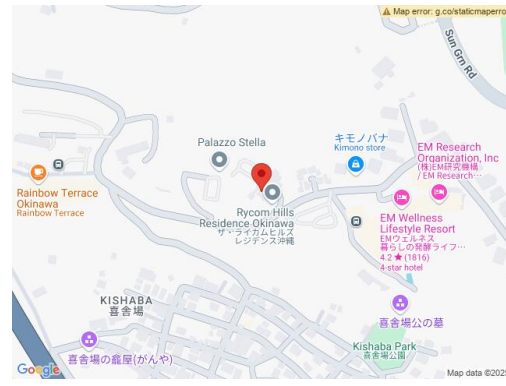 Map error: g.co/staticmaperro
Sun Grn Rd
Palazzo Stella
キモノバナ
Kimono store
EM Research
Organization, Inc
(株)EM研究機構
/ EM Research…
Rainbow Terrace
Okinawa
Rainbow Terrace
Rycom Hills
Residence Okinawa
ザ・ライカムヒルズ
レジデンス沖縄
EM Wellness
Lifestyle Resort
EMウェルネス
暮らしの発酵ライフ…
4.2 ★ (1816)
4-star hotel
KISHABA
喜舎場
喜舎場公の墓
Kishaba Park
喜舎場公園
喜舎場の龕屋(がんや)
Google
Map data ©2025